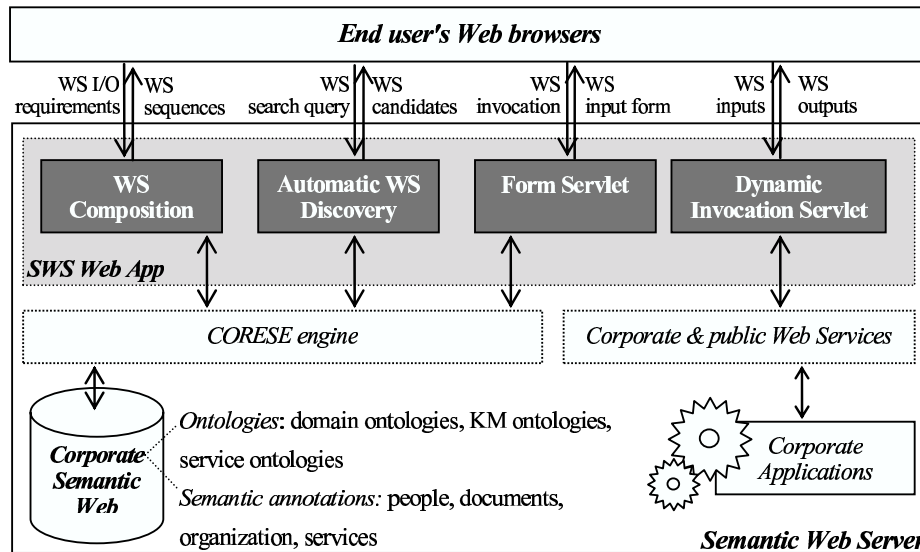 End user's Web browsers
WS I/O
requirements
WS
sequences
WS
search query
WS
candidates
WS
invocation
WS
input form
WS
inputs
WS
outputs
WS
Composition
Automatic WS
Discovery
Form Servlet
Dynamic
Invocation Servlet
SWS Web App
CORESE engine
Corporate & public Web Services
Corporate
Semantic
Web
Ontologies: domain ontologies, KM ontologies,
service ontologies
Semantic annotations: people, documents,
organization, services
Corporate
Applications
Semantic Web Server